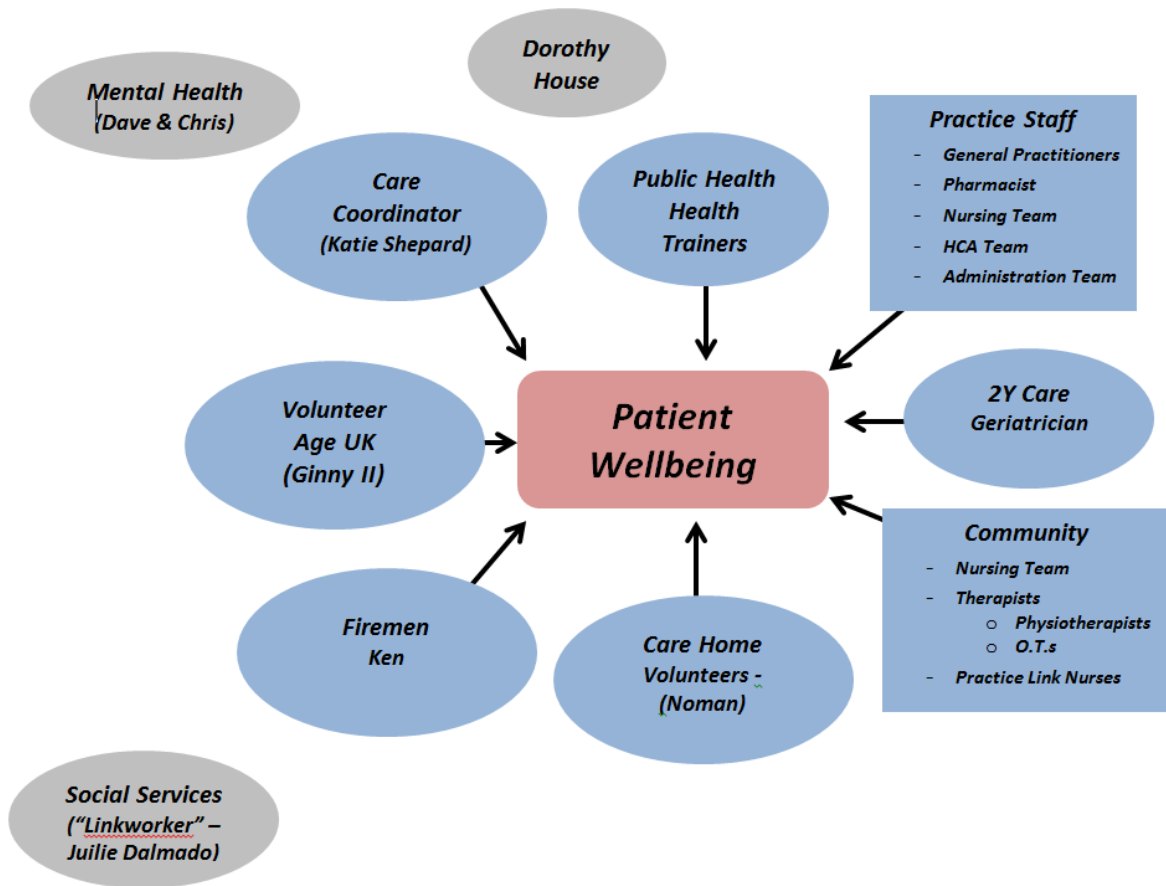 Dorothy
House
Mental Health
(Dave & Chris)
Care
Coordinator
(Katie Shepard)
Public Health
Health
Trainers
Practice Staff
- General Practitioners
- Pharmacist
- Nursing Team
- HCA Team
- Administration Team
Volunteer
Age UK
(Ginny II)
Patient
Wellbeing
2Y Care
Geriatrician
Firemen
Ken
Care Home
Volunteers -
(Noman)
Community
- Nursing Team
- Therapists
o Physiotherapists
o O.T.s
- Practice Link Nurses
Social Services
(“Linkworker” –
Juilie Dalmado)